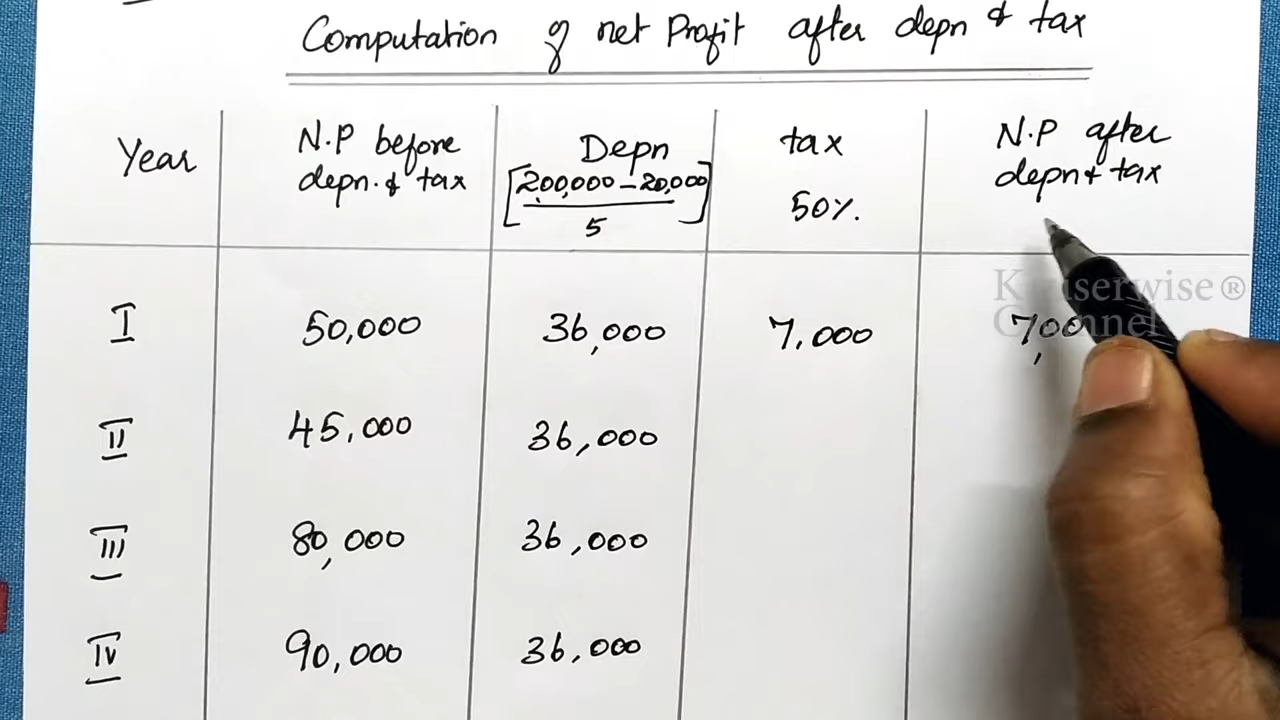 Computation of net Profit after depn & tax
Year
N.P before
depn. & tax
Depn
[200,000 – 20,000
5]
tax
50%.
N.P after
depn & tax
I 50,000 36,000 7,000
II 45,000 36,000
III 80,000 36,000
IV 90,000 36,000